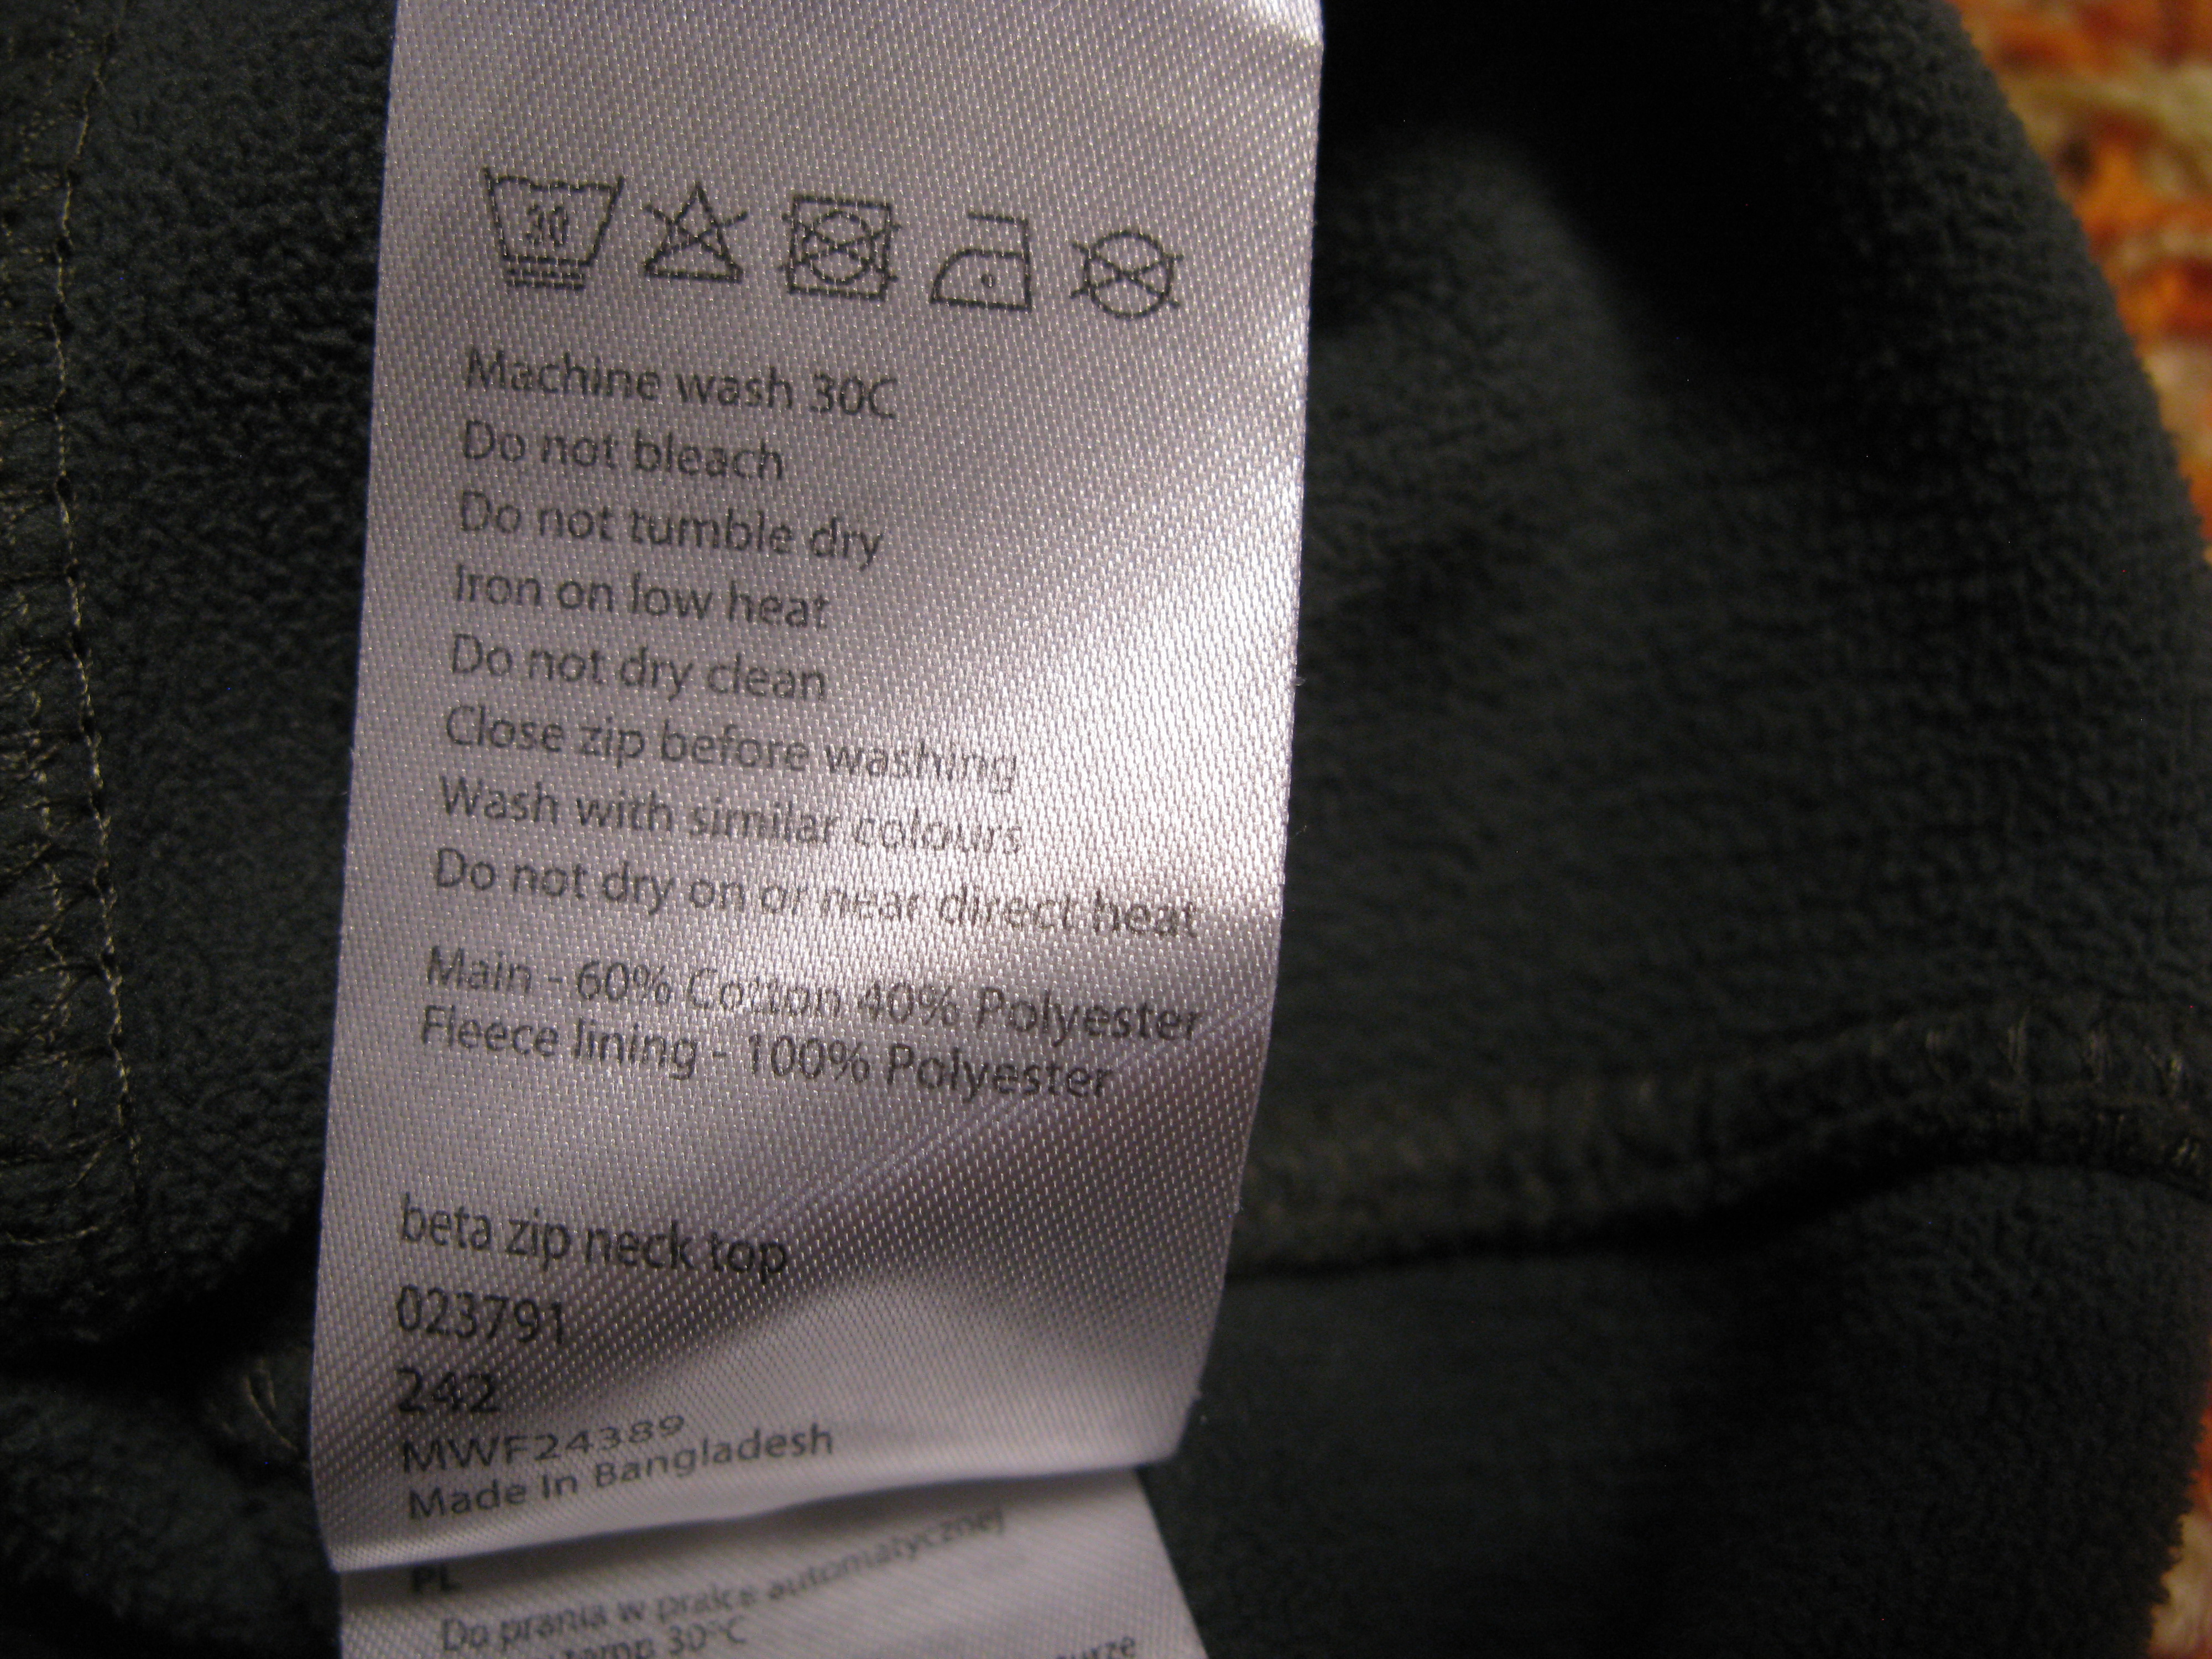 30
Machine wash 30C
Do not bleach
Do not tumble dry
Iron on low heat
Do not dry clean
Close zip before washing
Wash with similar colours
Do not dry on or near direct heat
Main - 60% Cotton 40% Polyester
Fleece lining - 100% Polyester
beta zip neck top
023791
242
MWF24389
Made In Bangladesh
PL
Do prania w pralce automatycznej
30°C